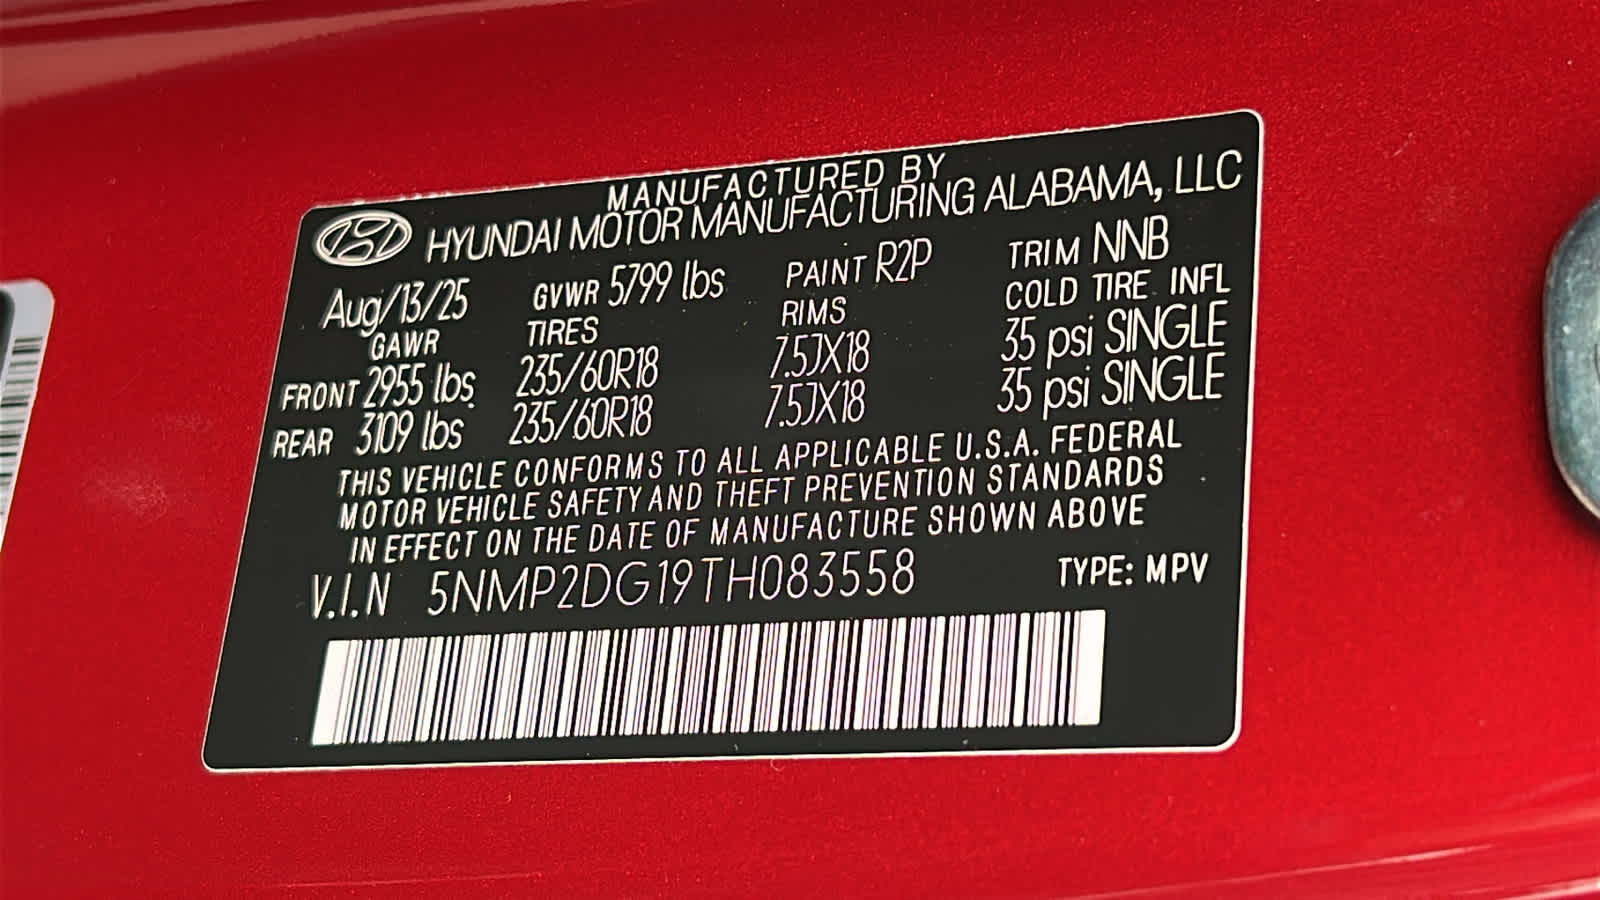 MANUFACTURED BY
HYUNDAI MOTOR MANUFACTURING ALABAMA, LLC
Aug/13/25 GVWR 5799 lbs PAINT R2P TRIM NNB
GAWR TIRES RIMS COLD TIRE INFL
FRONT 2955 lbs 235/60R18 7.5JX18 35 psi SINGLE
REAR 3109 lbs 235/60R18 7.5JX18 35 psi SINGLE
THIS VEHICLE CONFORMS TO ALL APPLICABLE U.S.A. FEDERAL
MOTOR VEHICLE SAFETY AND THEFT PREVENTION STANDARDS
IN EFFECT ON THE DATE OF MANUFACTURE SHOWN ABOVE
V.I.N 5NMP2DG19TH083558 TYPE: MPV